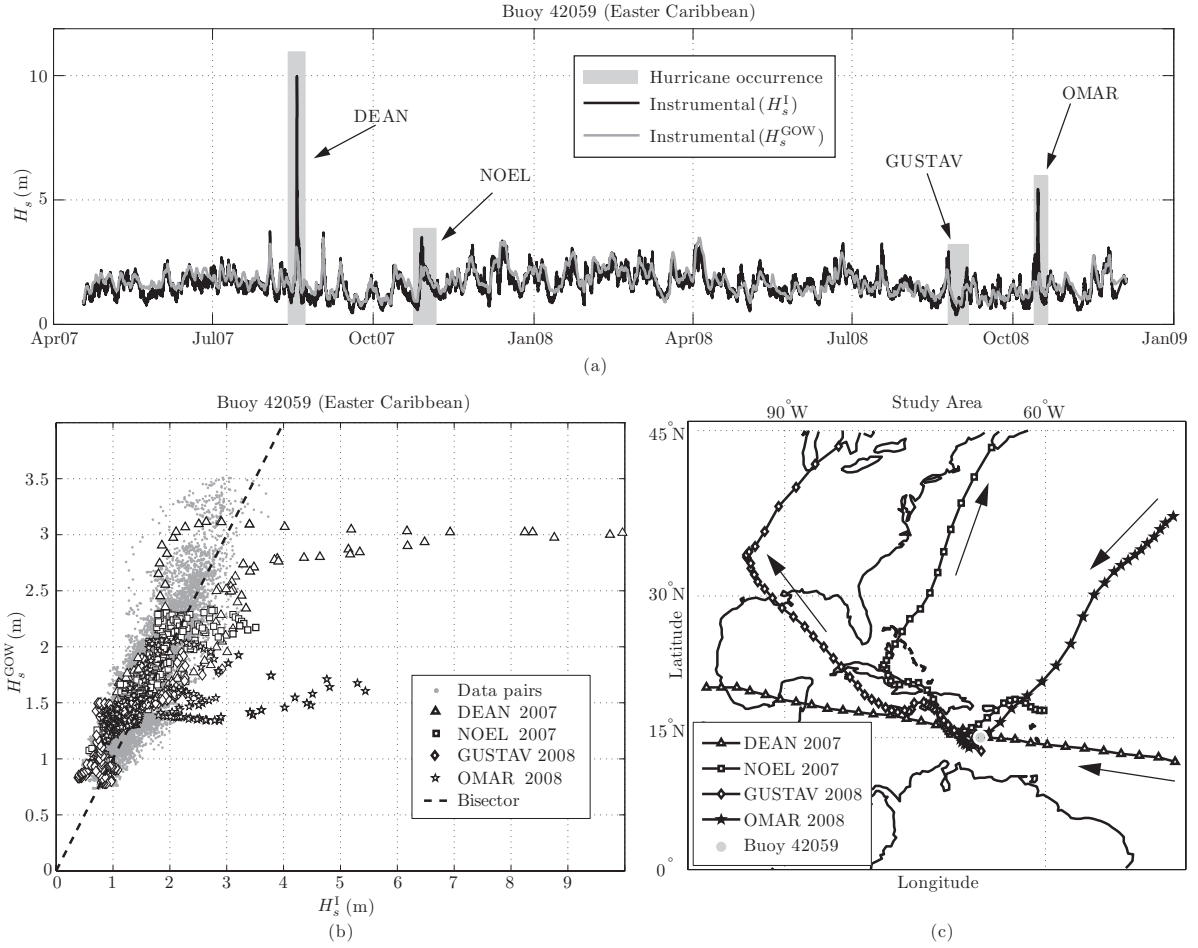 Buoy 42059 (Easter Caribbean)
10
5
0
H_s (m)
Hurricane occurrence
Instrumental (H_s^I)
Instrumental (H_s^GOW)
DEAN
NOEL
GUSTAV
OMAR
Apr07 Jul07 Oct07 Jan08 Apr08 Jul08 Oct08 Jan09
(a)
Buoy 42059 (Easter Caribbean)
3.5
3
2.5
2
1.5
1
0.5
0
H_s^GOW (m)
Data pairs
DEAN 2007
NOEL 2007
GUSTAV 2008
OMAR 2008
Bisector
0 1 2 3 4 5 6 7 8 9
H_s^I (m)
(b)
Study Area
90°W 60°W
45°N
30°N
15°N
0°
Latitude
DEAN 2007
NOEL 2007
GUSTAV 2008
OMAR 2008
Buoy 42059
Longitude
(c)